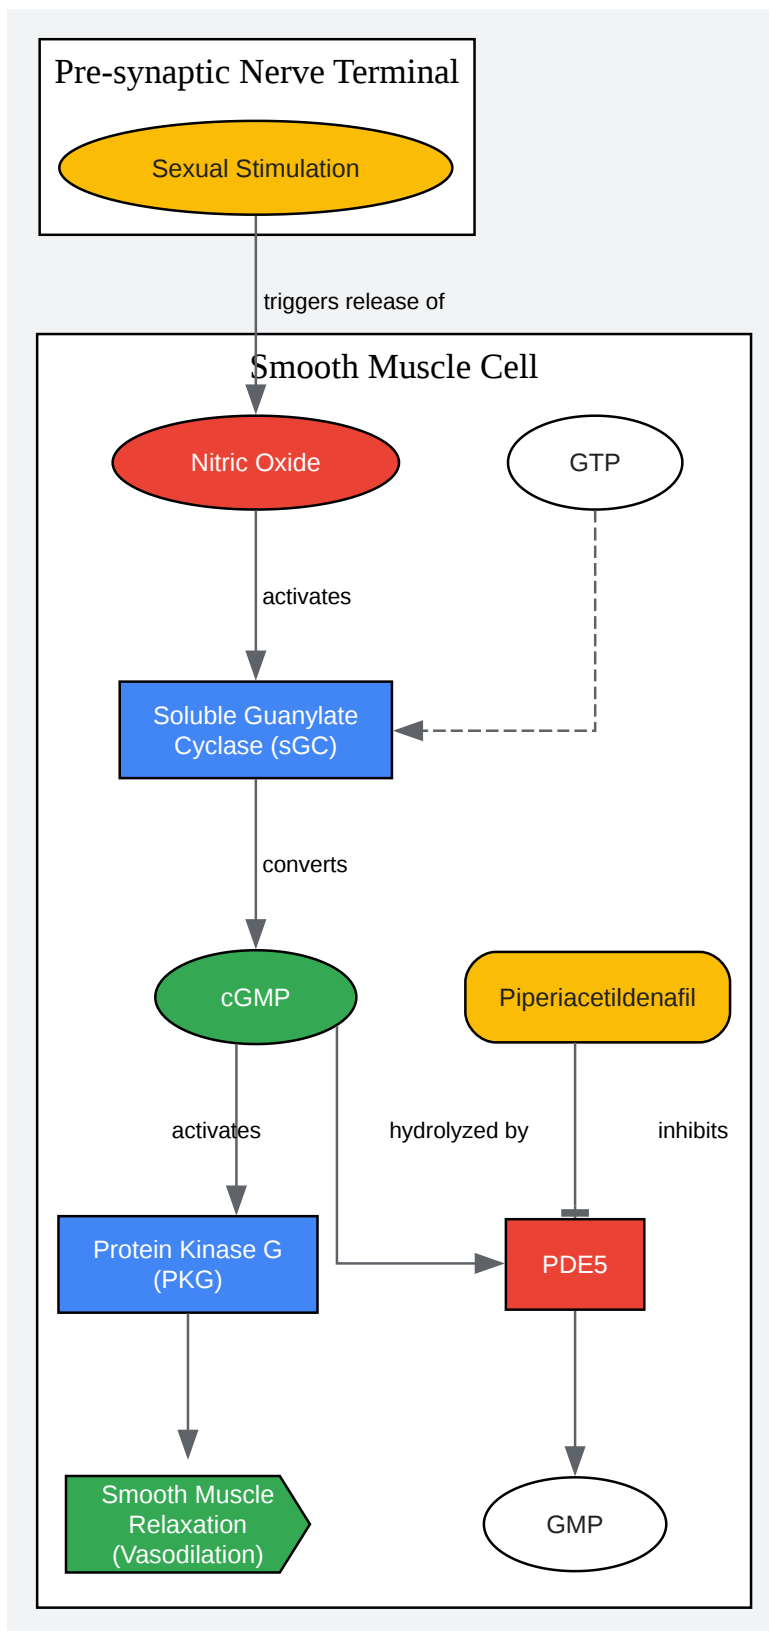 Pre-synaptic Nerve Terminal
Sexual Stimulation
triggers release of
Smooth Muscle Cell
Nitric Oxide
GTP
activates
Soluble Guanylate
Cyclase (sGC)
converts
cGMP
Piperiacetildenafil
activates
hydrolyzed by
inhibits
Protein Kinase G
(PKG)
PDE5
Smooth Muscle
Relaxation
(Vasodilation)
GMP